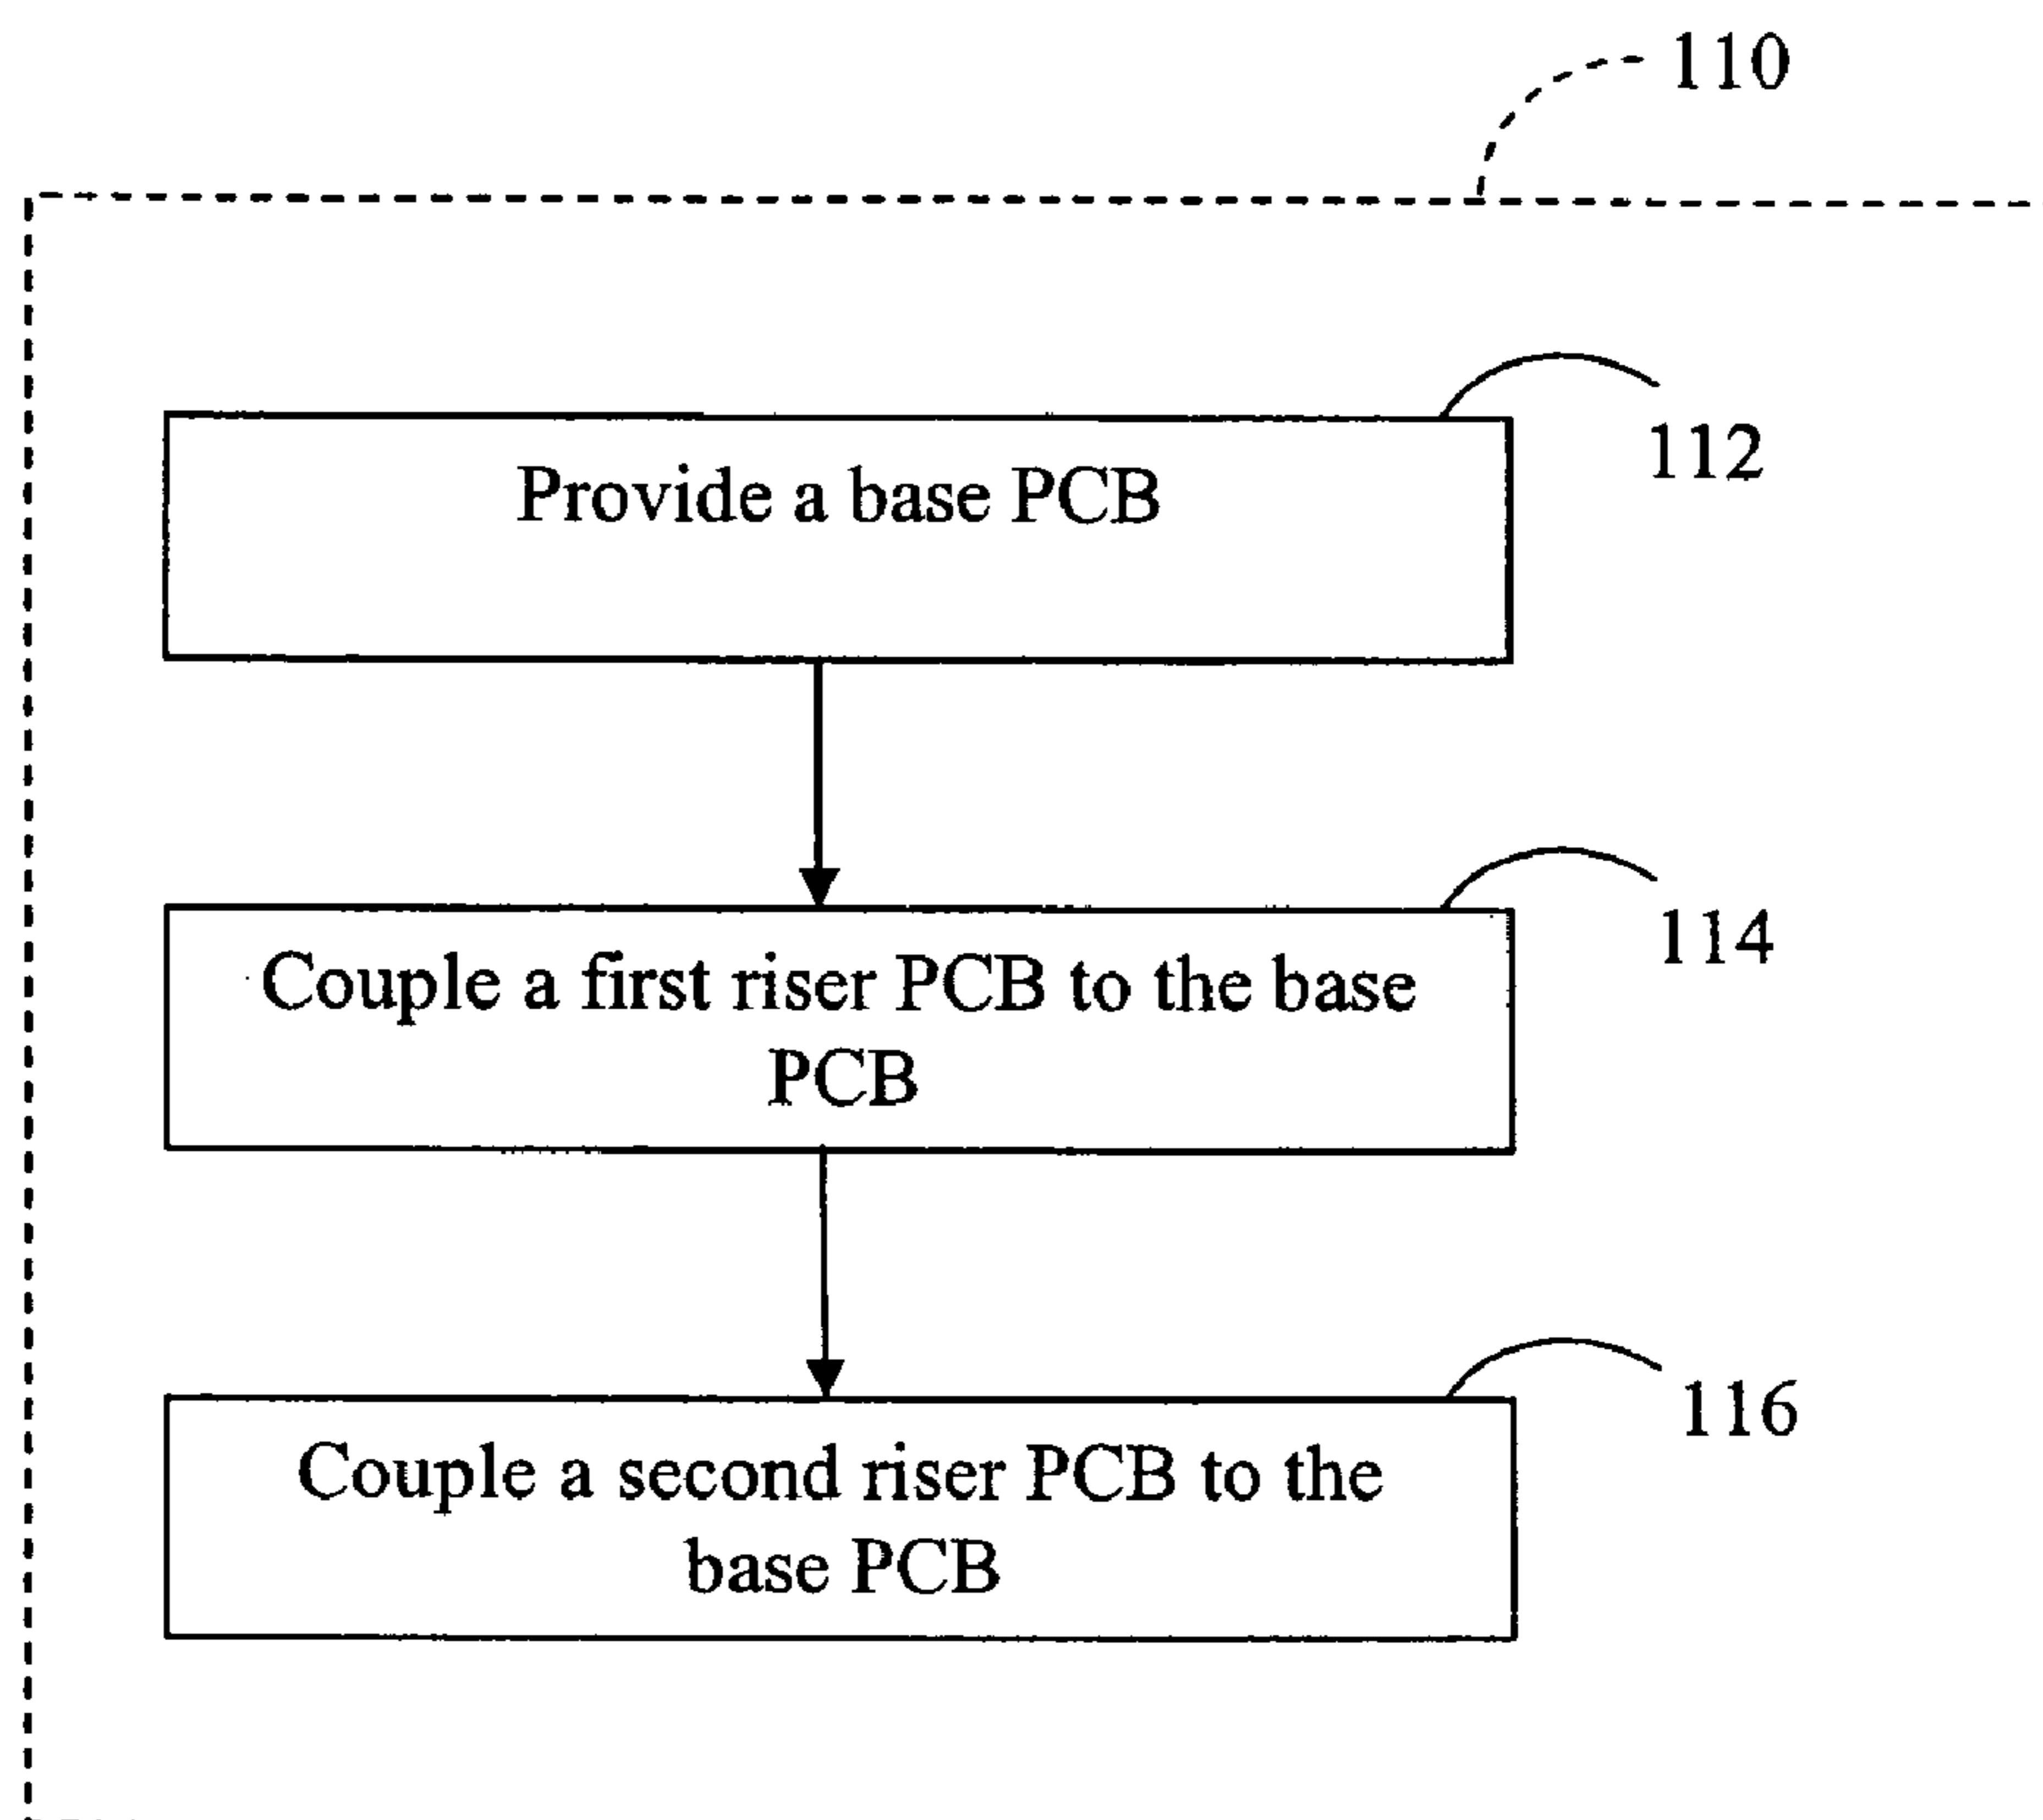 110
112
Provide a base PCB
114
Couple a first riser PCB to the base
PCB
116
Couple a second riser PCB to the
base PCB